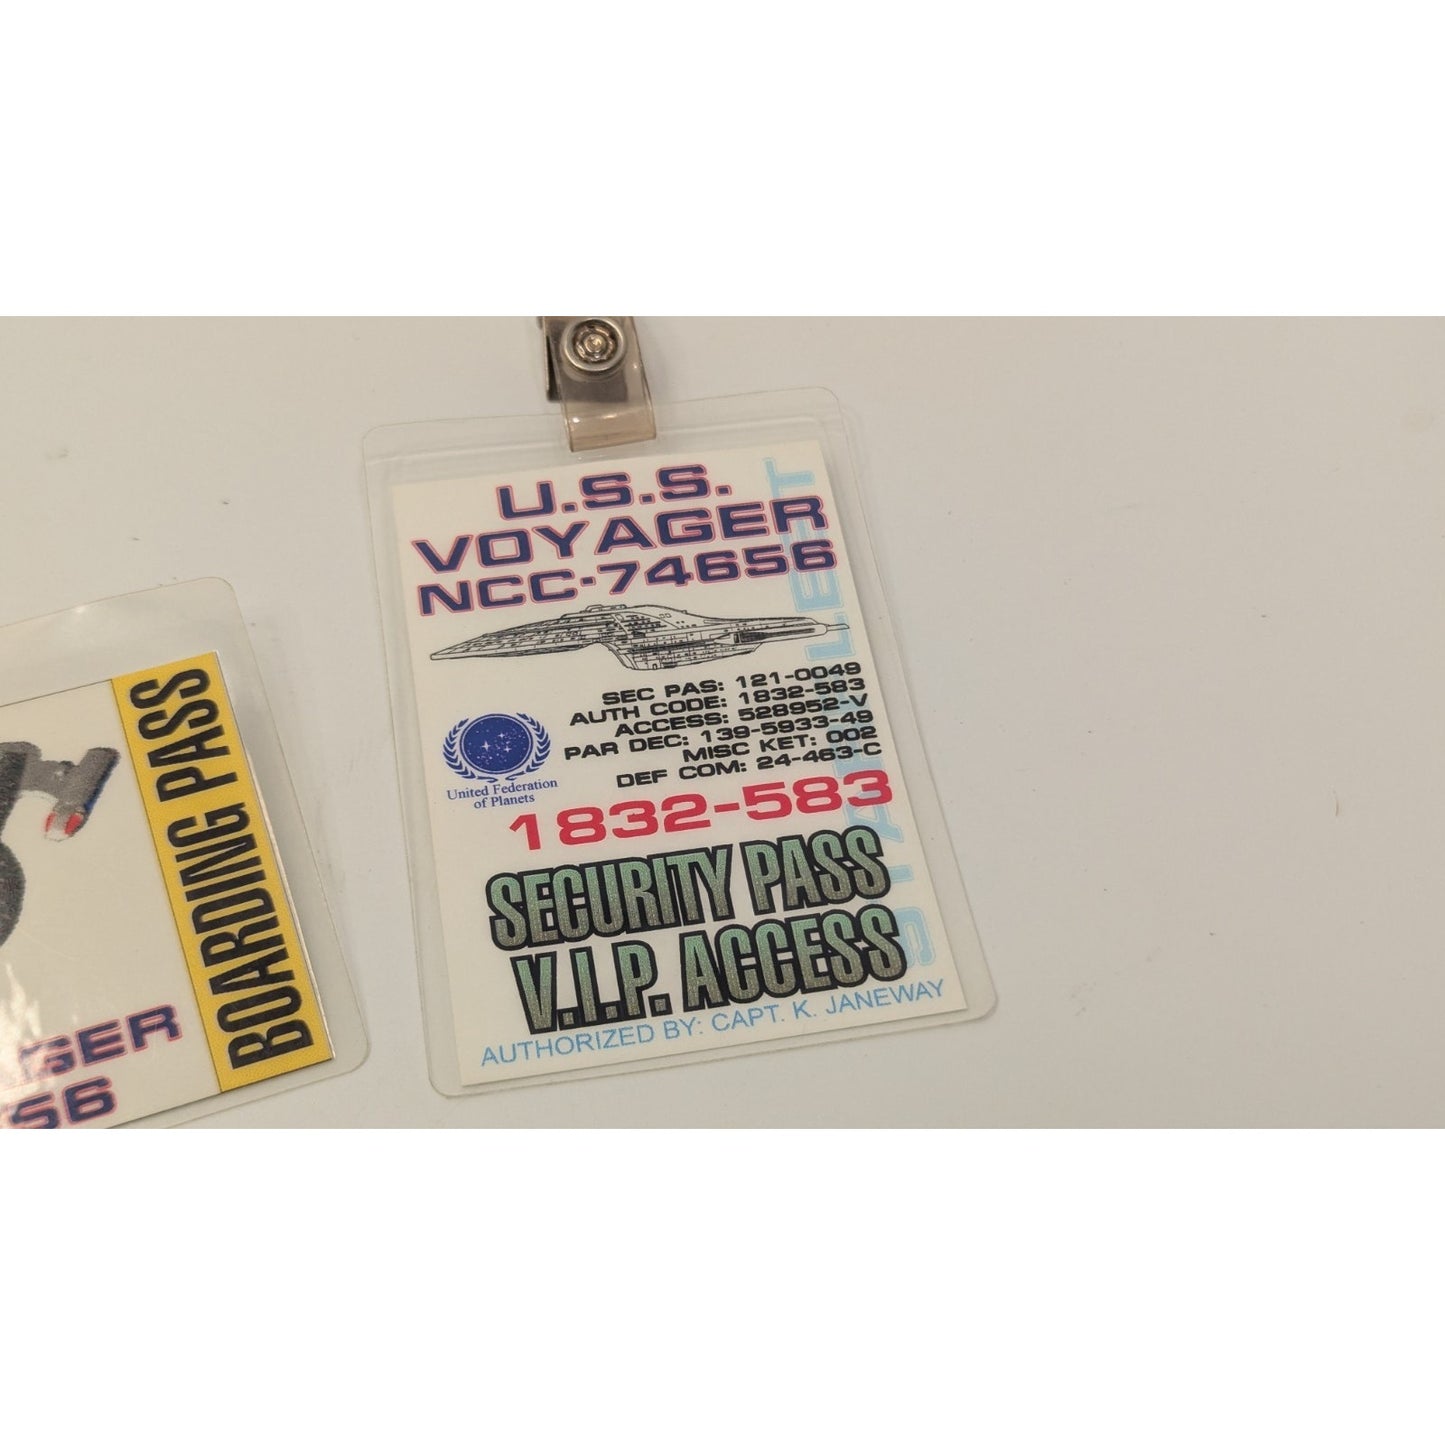 U.S.S.
VOYAGER
NCC-74656
SEC PAS: 121-0049
AUTH CODE: 1832-583
ACCESS: 528952-V
PAR DEC: 139-5933-49
MISC KET: 002
DEF COM: 24-463-C
United Federation
of Planets
1832-583
SECURITY PASS
V.I.P. ACCESS
AUTHORIZED BY: CAPT. K. JANEWAY
STARFLEET
BOARDING PASS
GER
56